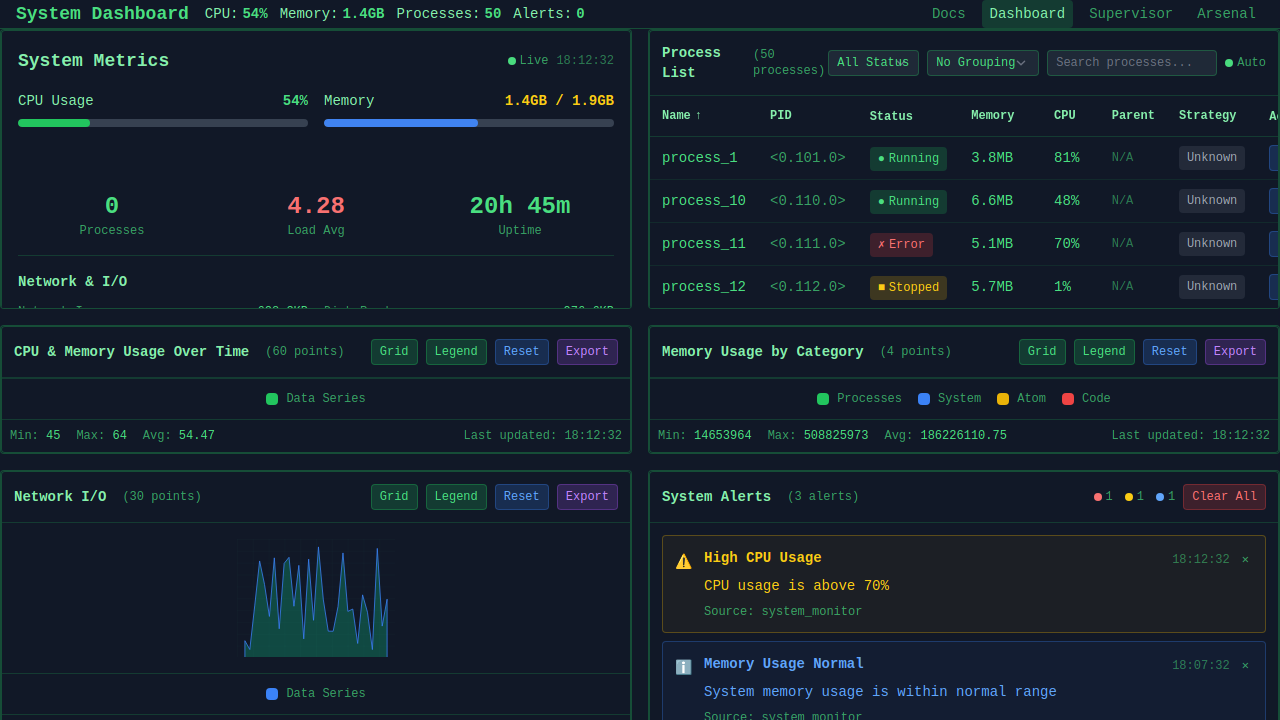 System Dashboard CPU: 54% Memory: 1.4GB Processes: 50 Alerts: 0 Docs Dashboard Supervisor Arsenal
System Metrics
● Live 18:12:32
CPU Usage 54% Memory 1.4GB / 1.9GB
0 4.28 20h 45m
Processes Load Avg Uptime
Network & I/O
Process List (50 processes) All Status No Grouping Search processes... ● Auto
Name ↑ PID Status Memory CPU Parent Strategy
process_1 <0.101.0> ● Running 3.8MB 81% N/A Unknown
process_10 <0.110.0> ● Running 6.6MB 48% N/A Unknown
process_11 <0.111.0> ✗ Error 5.1MB 70% N/A Unknown
process_12 <0.112.0> ■ Stopped 5.7MB 1% N/A Unknown
CPU & Memory Usage Over Time (60 points) Grid Legend Reset Export
Data Series
Min: 45 Max: 64 Avg: 54.47 Last updated: 18:12:32
Memory Usage by Category (4 points) Grid Legend Reset Export
Processes System Atom Code
Min: 14653964 Max: 508825973 Avg: 186226110.75 Last updated: 18:12:32
Network I/O (30 points) Grid Legend Reset Export
Data Series
System Alerts (3 alerts) 1 1 1 Clear All
⚠️ High CPU Usage 18:12:32 ✕
CPU usage is above 70%
Source: system_monitor
ℹ️ Memory Usage Normal 18:07:32 ✕
System memory usage is within normal range
Source: system_monitor